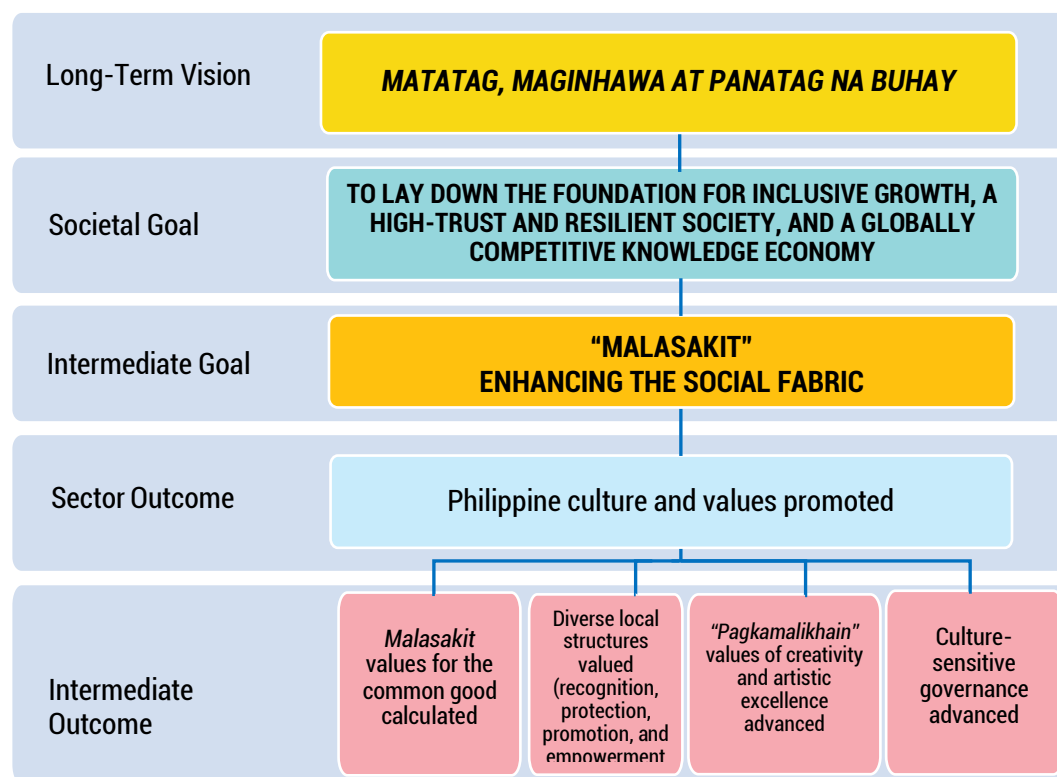 Long-Term Vision
MATATAG, MAGINHAWA AT PANATAG NA BUHAY
Societal Goal
TO LAY DOWN THE FOUNDATION FOR INCLUSIVE GROWTH, A
HIGH-TRUST AND RESILIENT SOCIETY, AND A GLOBALLY
COMPETITIVE KNOWLEDGE ECONOMY
Intermediate Goal
“MALASAKIT”
ENHANCING THE SOCIAL FABRIC
Sector Outcome
Philippine culture and values promoted
Intermediate
Outcome
Malasakit
values for the
common good
calculated
Diverse local
structures
valued
(recognition,
protection,
promotion, and
empowerment
“Pagkamalikhain”
values of creativity
and artistic
excellence
advanced
Culture-
sensitive
governance
advanced